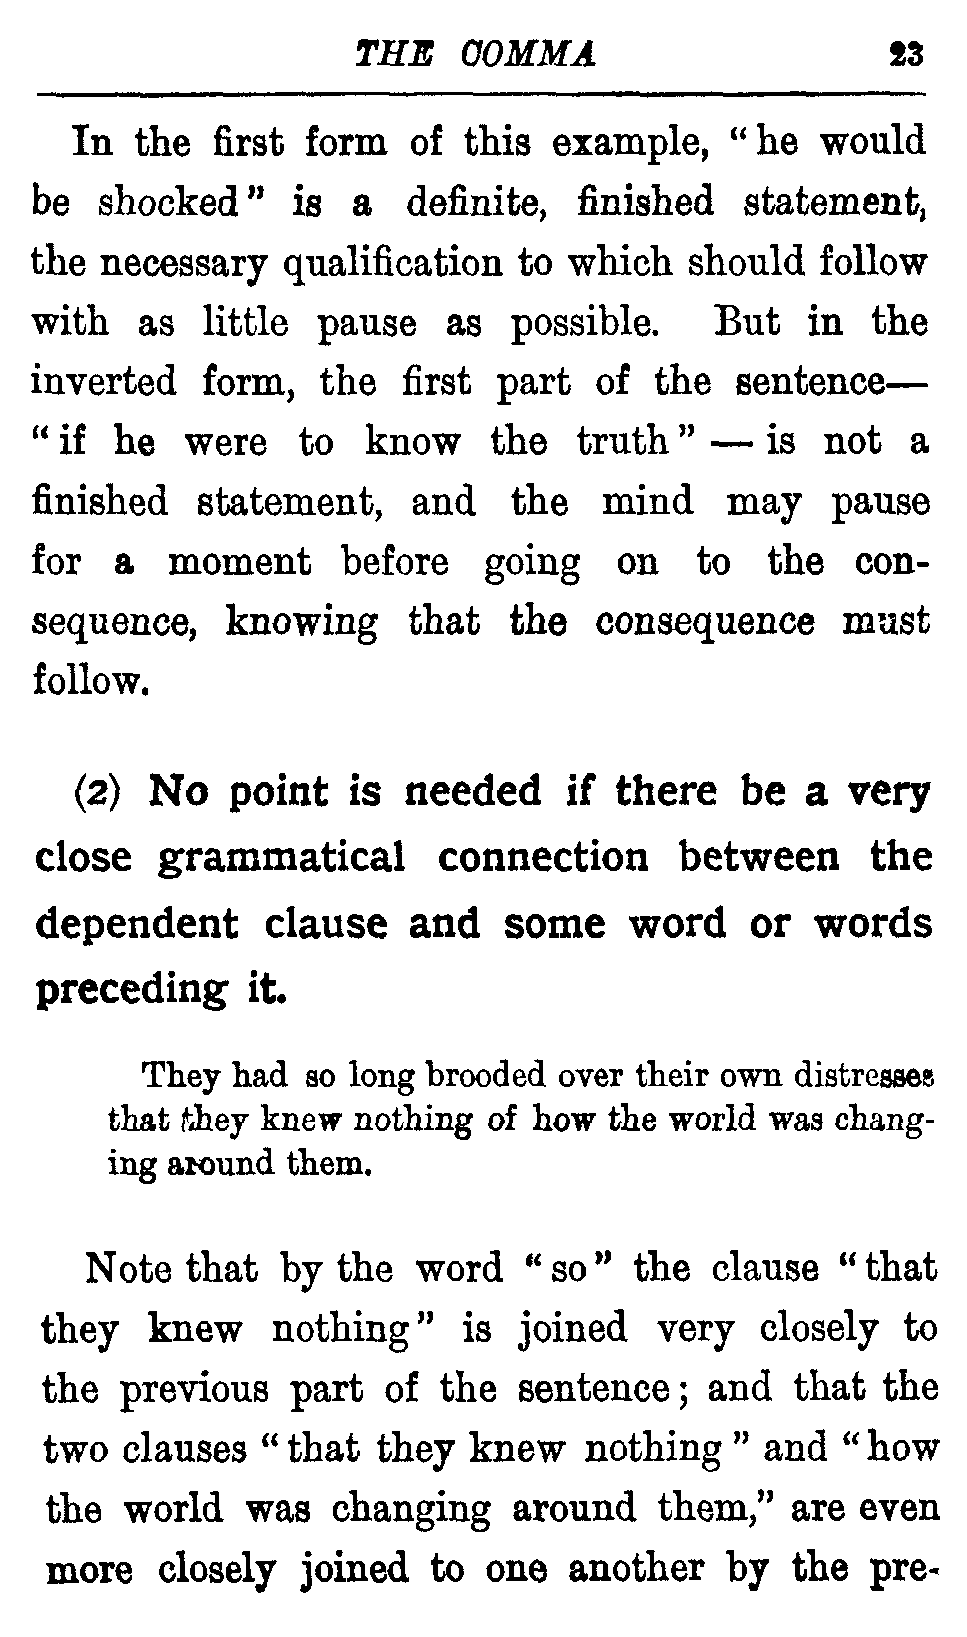 THE COMMA 23
In the first form of this example, "he would
be shocked" is a definite, finished statement,
the necessary qualification to which should follow
with as little pause as possible. But in the
inverted form, the first part of the sentence—
"if he were to know the truth" — is not a
finished statement, and the mind may pause
for a moment before going on to the con-
sequence, knowing that the consequence must
follow.
(2) No point is needed if there be a very
close grammatical connection between the
dependent clause and some word or words
preceding it.
They had so long brooded over their own distresses
that they knew nothing of how the world was chang-
ing around them.
Note that by the word "so" the clause "that
they knew nothing" is joined very closely to
the previous part of the sentence; and that the
two clauses "that they knew nothing" and "how
the world was changing around them," are even
more closely joined to one another by the pre-